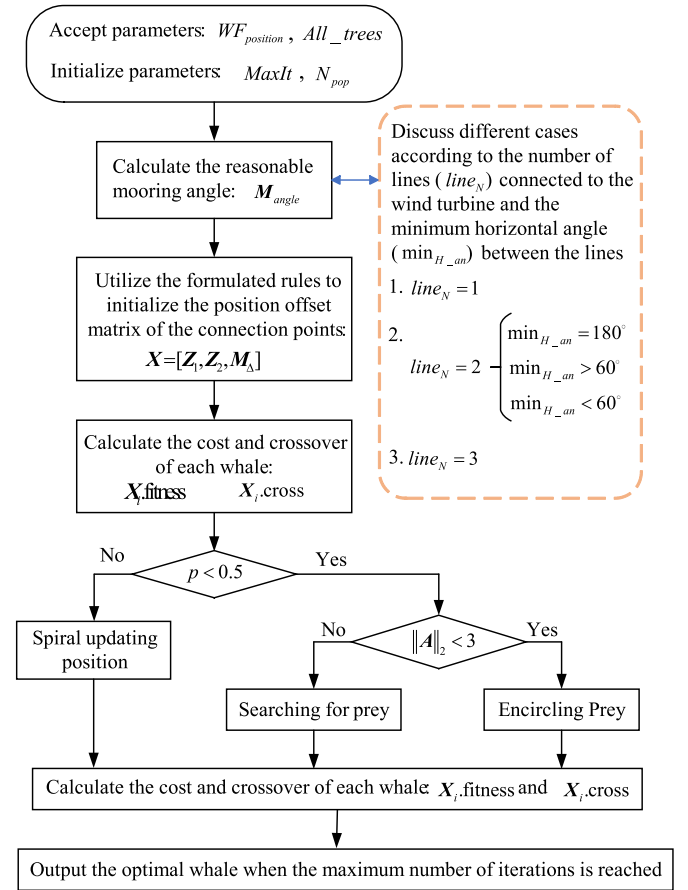 Accept parameters: WF_position , All_trees
Initialize parameters: MaxIt , N_pop
Calculate the reasonable
mooring angle: M_angle
Discuss different cases
according to the number of
lines ( line_N ) connected to the
wind turbine and the
minimum horizontal angle
( min_H_an ) between the lines
1. line_N = 1
2.
line_N = 2
min_H_an = 180°
min_H_an > 60°
min_H_an < 60°
3. line_N = 3
Utilize the formulated rules to
initialize the position offset
matrix of the connection points:
X=[Z_1,Z_2,M_Δ]
Calculate the cost and crossover
of each whale:
X_i.fitness X_i.cross
No
p < 0.5
Yes
Spiral updating
position
No
‖A‖_2 < 3
Yes
Searching for prey
Encircling Prey
Calculate the cost and crossover of each whale: X_i.fitness and X_i.cross
Output the optimal whale when the maximum number of iterations is reached